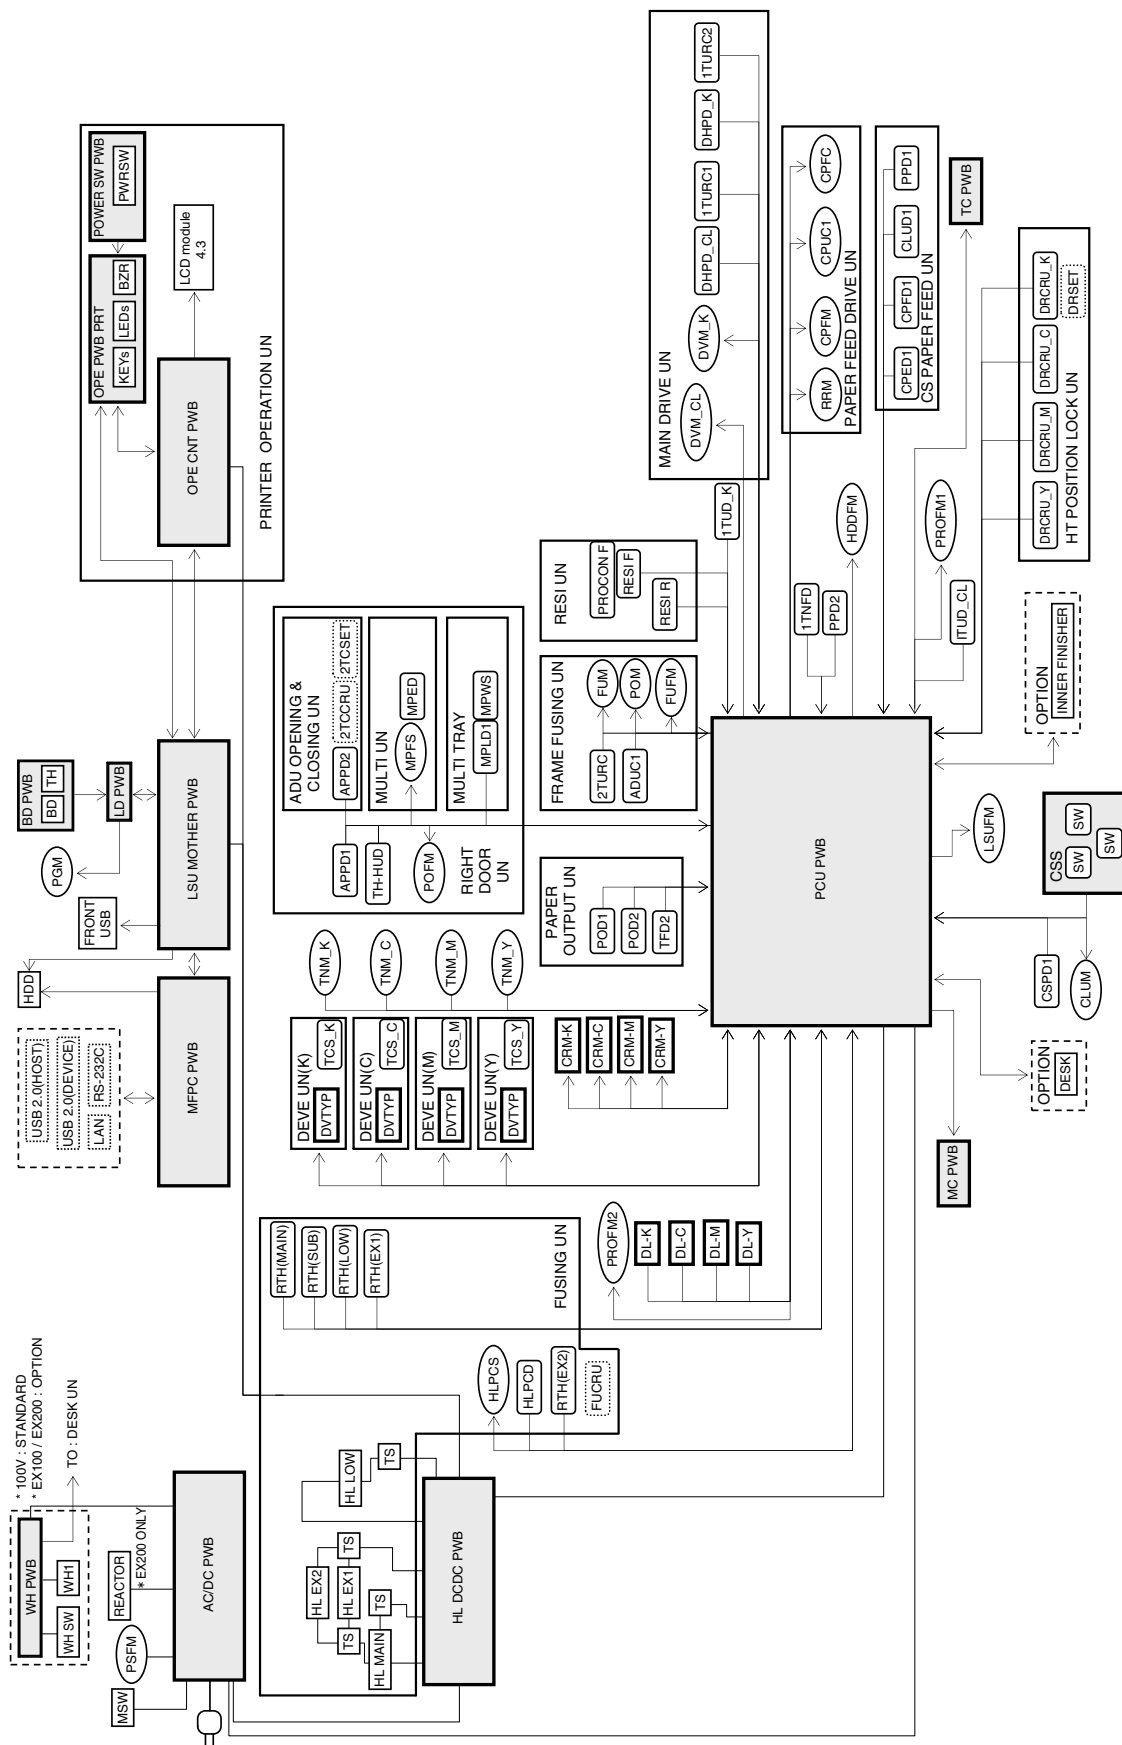 * 100V : STANDARD
* EX100 / EX200 : OPTION
TO : DESK UN
WH PWB
WH SW
WH1
REACTOR
* EX200 ONLY
PSFM
MSW
AC/DC PWB
USB 2.0(HOST)
USB 2.0(DEVICE)
LAN
RS-232C
MFPC PWB
HDD
FRONT
USB
PGM
BD PWB
BD
TH
LD PWB
LSU MOTHER PWB
POWER SW PWB
PWRSW
OPE PWB PRT
KEYs
LEDs
BZR
LCD module
4.3
OPE CNT PWB
PRINTER OPERATION UN
RTH(MAIN)
RTH(SUB)
RTH(LOW)
RTH(EX1)
FUSING UN
HLPCS
HLPCD
RTH(EX2)
FUCRU
HL LOW
TS
HL EX2
HL EX1
TS
TS
TS
HL MAIN
HL DCDC PWB
DEVE UN(K)
DVTYP
TCS_K
DEVE UN(C)
DVTYP
TCS_C
DEVE UN(M)
DVTYP
TCS_M
DEVE UN(Y)
DVTYP
TCS_Y
TNM_K
TNM_C
TNM_M
TNM_Y
ADU OPENING &
CLOSING UN
APPD2
2TCCRU
2TCSET
MULTI UN
MPFS
MPED
MULTI TRAY
MPLD1
MPWS
APPD1
TH-HUD
POFM
RIGHT
DOOR
UN
PAPER
OUTPUT UN
POD1
POD2
TFD2
FRAME FUSING UN
2TURC
ADUC1
FUM
POM
FUFM
RESI UN
PROCON F
RESI F
RESI R
1TUD_K
MAIN DRIVE UN
DVM_CL
DVM_K
DHPD_CL
1TURC1
DHPD_K
1TURC2
PAPER FEED DRIVE UN
RRM
CPFM
CPUC1
CPFC
CS PAPER FEED UN
CPED1
CPFD1
CLUD1
PPD1
TC PWB
HT POSITION LOCK UN
DRCRU_Y
DRCRU_M
DRCRU_C
DRCRU_K
DRSET
1TNFD
PPD2
HDDFM
PROFM1
ITUD_CL
OPTION
INNER FINISHER
PCU PWB
CRM-K
CRM-C
CRM-M
CRM-Y
PROFM2
DL-K
DL-C
DL-M
DL-Y
MC PWB
OPTION
DESK
CSPD1
CLUM
CSS
SW
SW
SW
LSUFM